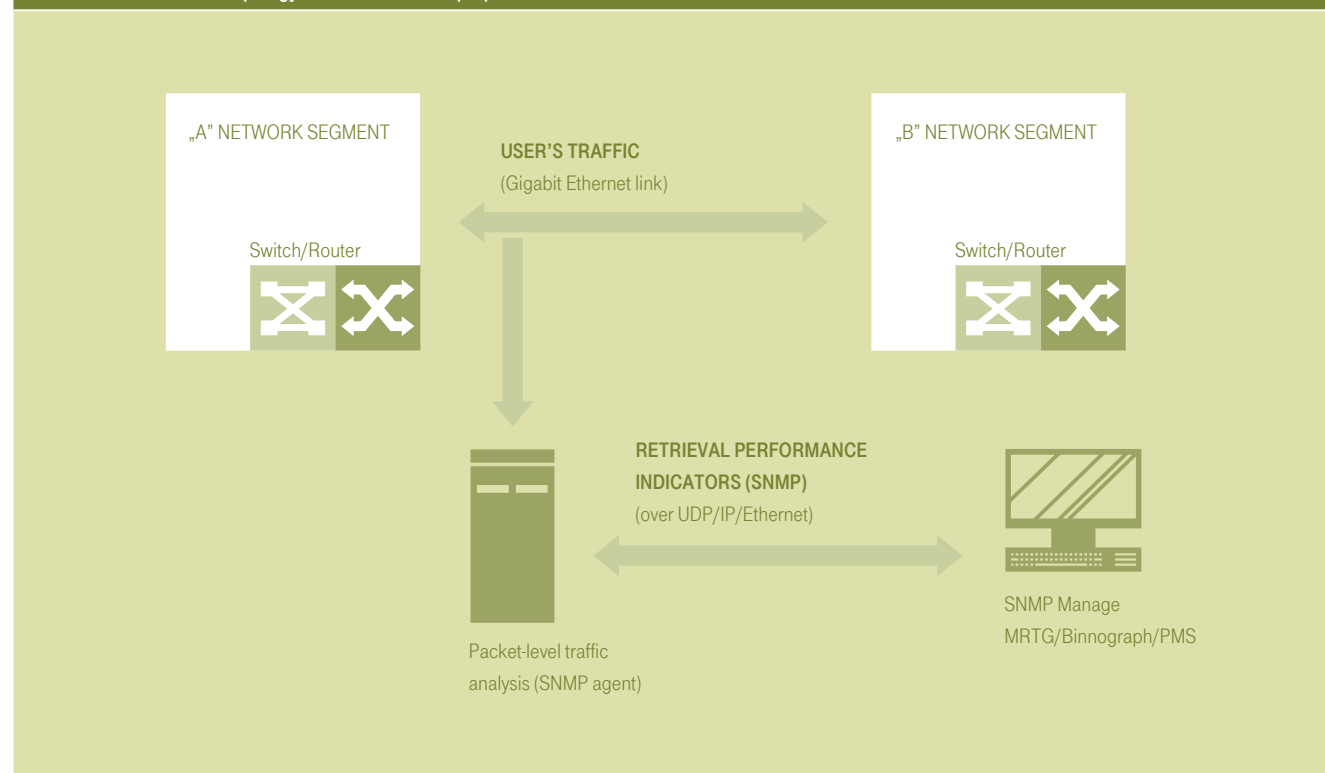 „A” NETWORK SEGMENT
„B” NETWORK SEGMENT
USER’S TRAFFIC
(Gigabit Ethernet link)
Switch/Router
Switch/Router
RETRIEVAL PERFORMANCE
INDICATORS (SNMP)
(over UDP/IP/Ethernet)
SNMP Manage
MRTG/Binnograph/PMS
Packet-level traffic
analysis (SNMP agent)